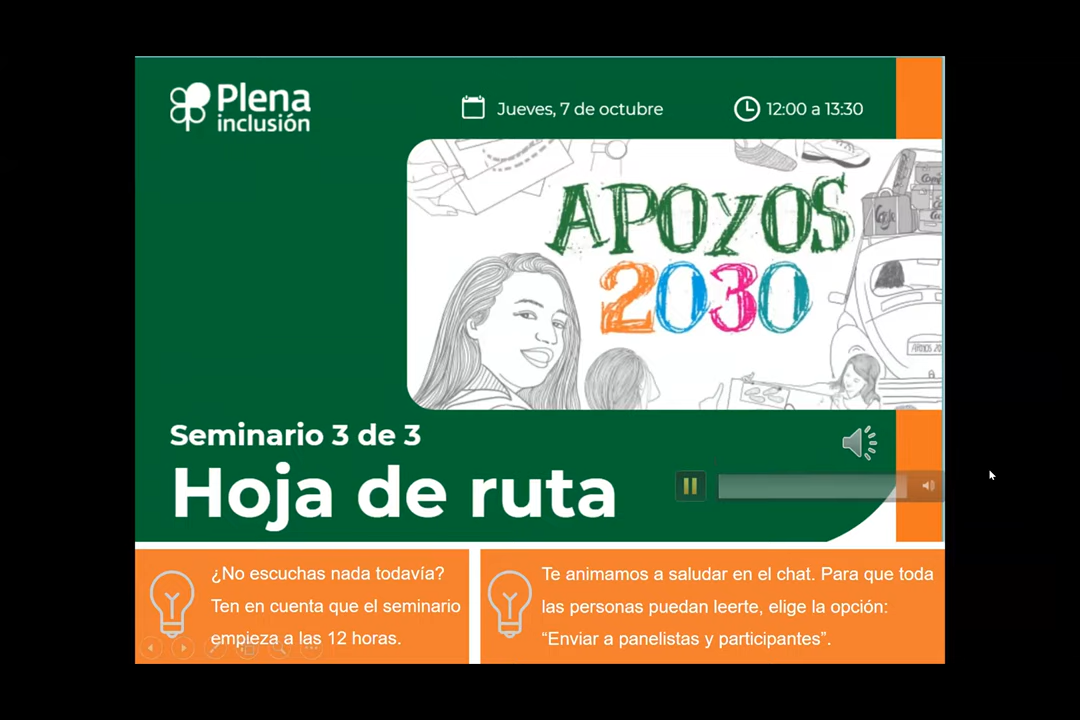 Plena
inclusión
Jueves, 7 de octubre
12:00 a 13:30
APOYOS
2030
Seminario 3 de 3
Hoja de ruta
¿No escuchas nada todavía?
Ten en cuenta que el seminario
empieza a las 12 horas.
Te animamos a saludar en el chat. Para que toda
las personas puedan leerte, elige la opción:
“Enviar a panelistas y participantes”.